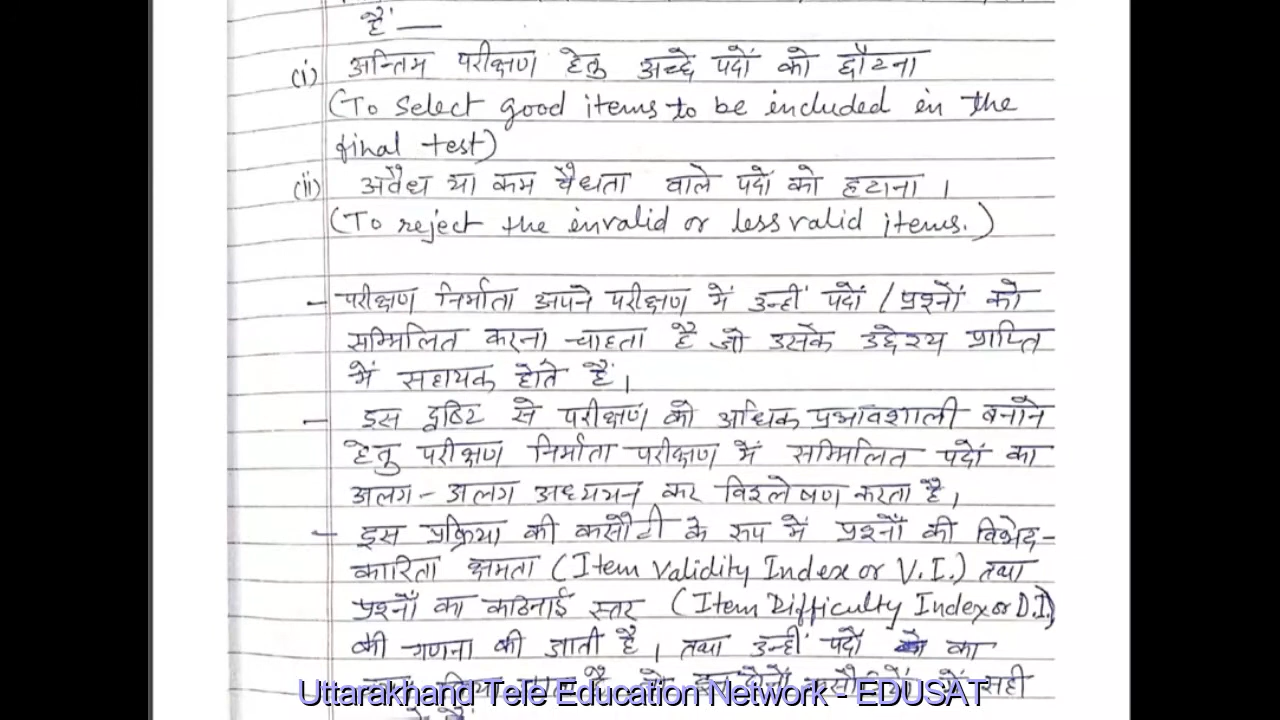 हैं —
(i) अन्तिम परीक्षण हेतु अच्छे पदों को छाँटना
(To select good items to be included in the
final test)
(ii) अवैध या कम वैधता वाले पदों को हटाना ।
(To reject the invalid or less valid items.)
– परीक्षण निर्माता अपने परीक्षण में उन्हीं पदों / प्रश्नों को
सम्मिलित करना चाहता है जो उसके उद्देश्य प्राप्ति
में सहायक होते हैं ।
– इस दृष्टि से परीक्षण को अधिक प्रभावशाली बनाने
हेतु परीक्षण निर्माता परीक्षण में सम्मिलित पदों का
अलग - अलग अध्ययन कर विश्लेषण करता है ।
– इस प्रक्रिया की कसौटी के रूप में प्रश्नों की विभेद-
कारिता क्षमता (Item Validity Index or V.I.) तथा
प्रश्नों का कठिनाई स्तर (Item Difficulty Index or D.I)
की गणना की जाती है । तथा उन्हीं पदों का
सही
Uttarakhand Tele Education Network - EDUSAT